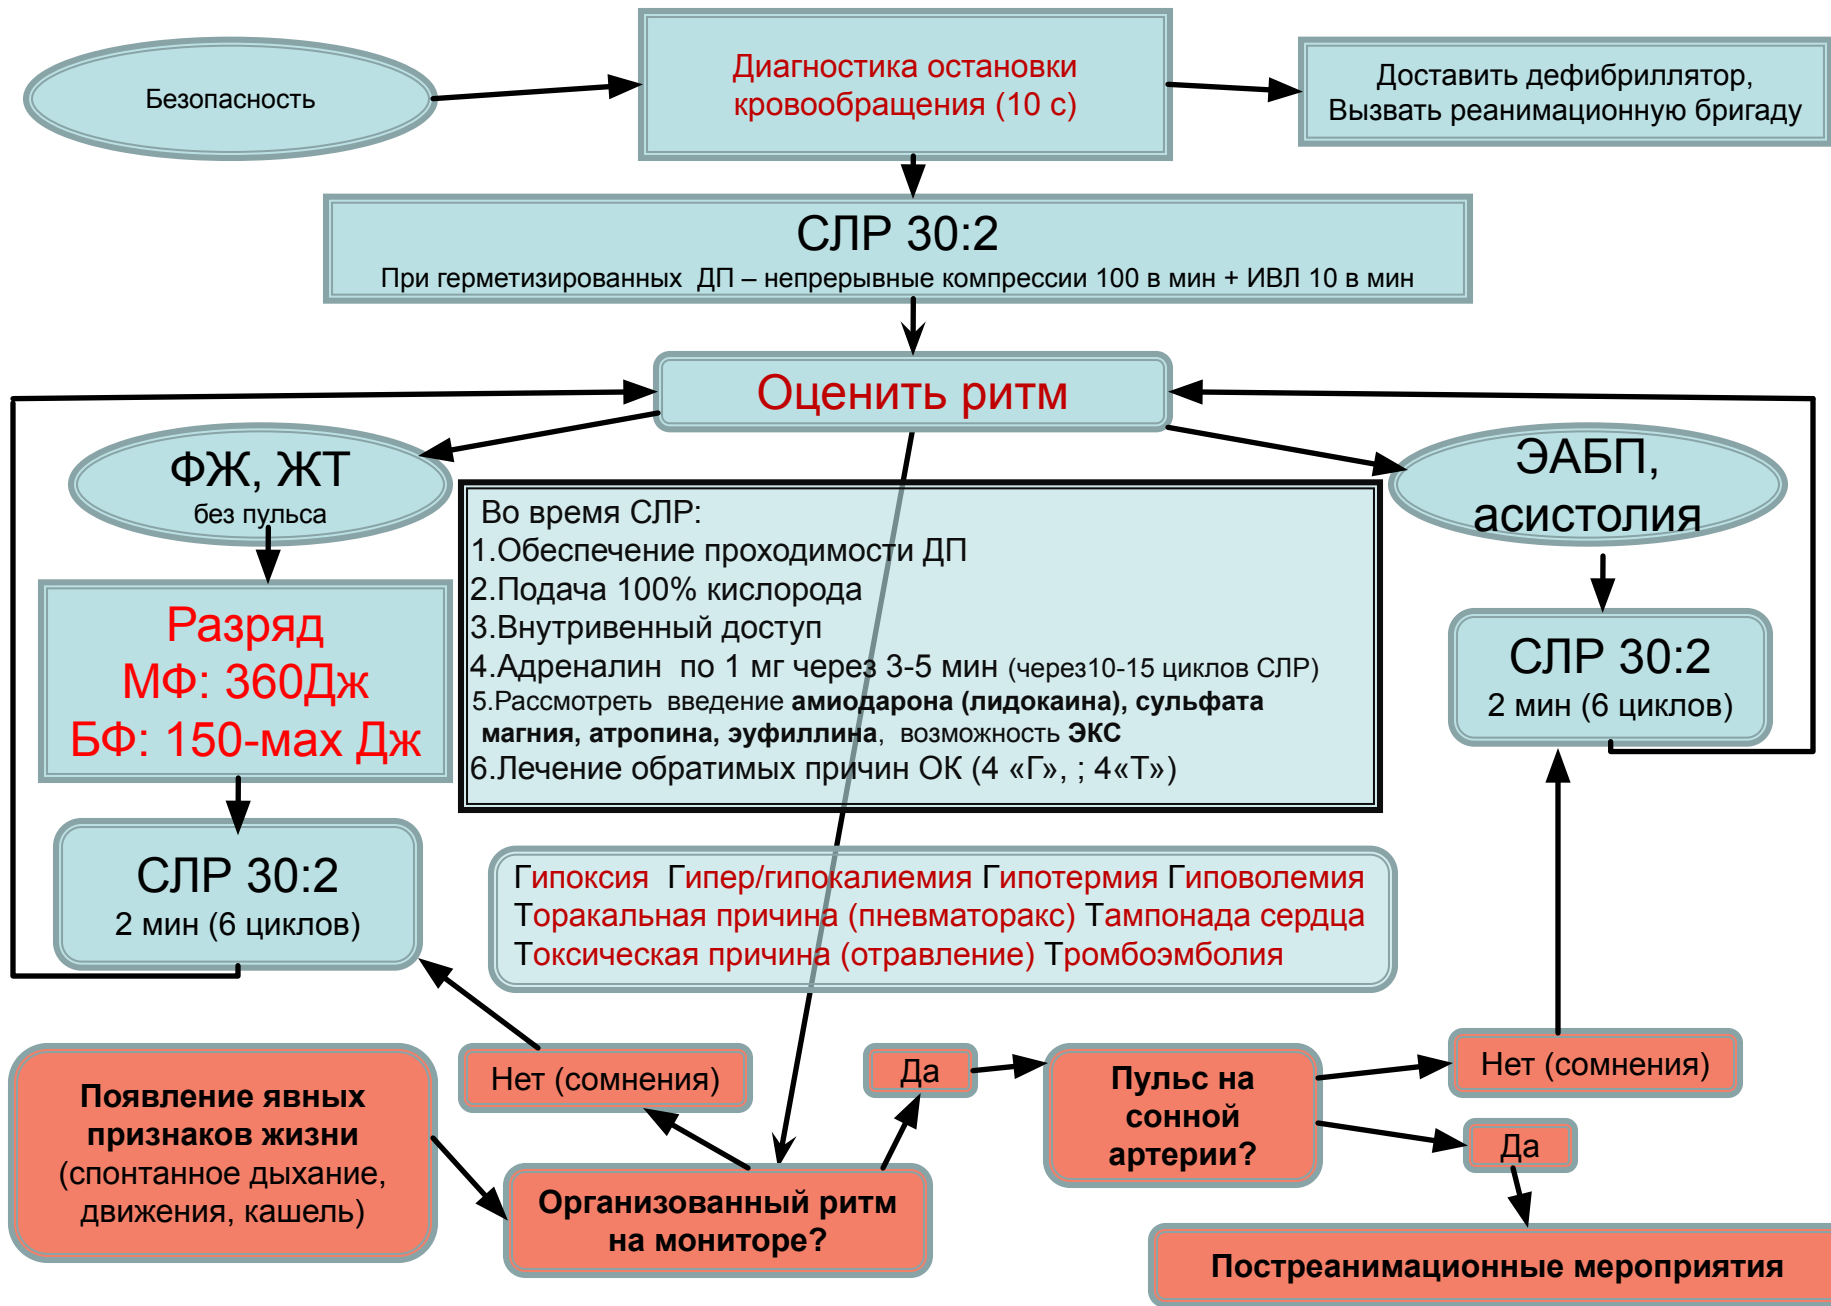 Безопасность
Диагностика остановки
кровообращения (10 с)
Доставить дефибриллятор,
Вызвать реанимационную бригаду
СЛР 30:2
При герметизированных ДП – непрерывные компрессии 100 в мин + ИВЛ 10 в мин
Оценить ритм
ФЖ, ЖТ
без пульса
ЭАБП,
асистолия
Разряд
МФ: 360Дж
БФ: 150-мах Дж
СЛР 30:2
2 мин (6 циклов)
Во время СЛР:
1.Обеспечение проходимости ДП
2.Подача 100% кислорода
3.Внутривенный доступ
4.Адреналин по 1 мг через 3-5 мин (через10-15 циклов СЛР)
5.Рассмотреть введение амиодарона (лидокаина), сульфата
магния, атропина, эуфиллина, возможность ЭКС
6.Лечение обратимых причин ОК (4 «Г», ; 4«Т»)
СЛР 30:2
2 мин (6 циклов)
Гипоксия Гипер/гипокалиемия Гипотермия Гиповолемия
Торакальная причина (пневматоракс) Тампонада сердца
Токсическая причина (отравление) Тромбоэмболия
Появление явных
признаков жизни
(спонтанное дыхание,
движения, кашель)
Нет (сомнения)
Да
Организованный ритм
на мониторе?
Пульс на
сонной
артерии?
Нет (сомнения)
Да
Постреанимационные мероприятия